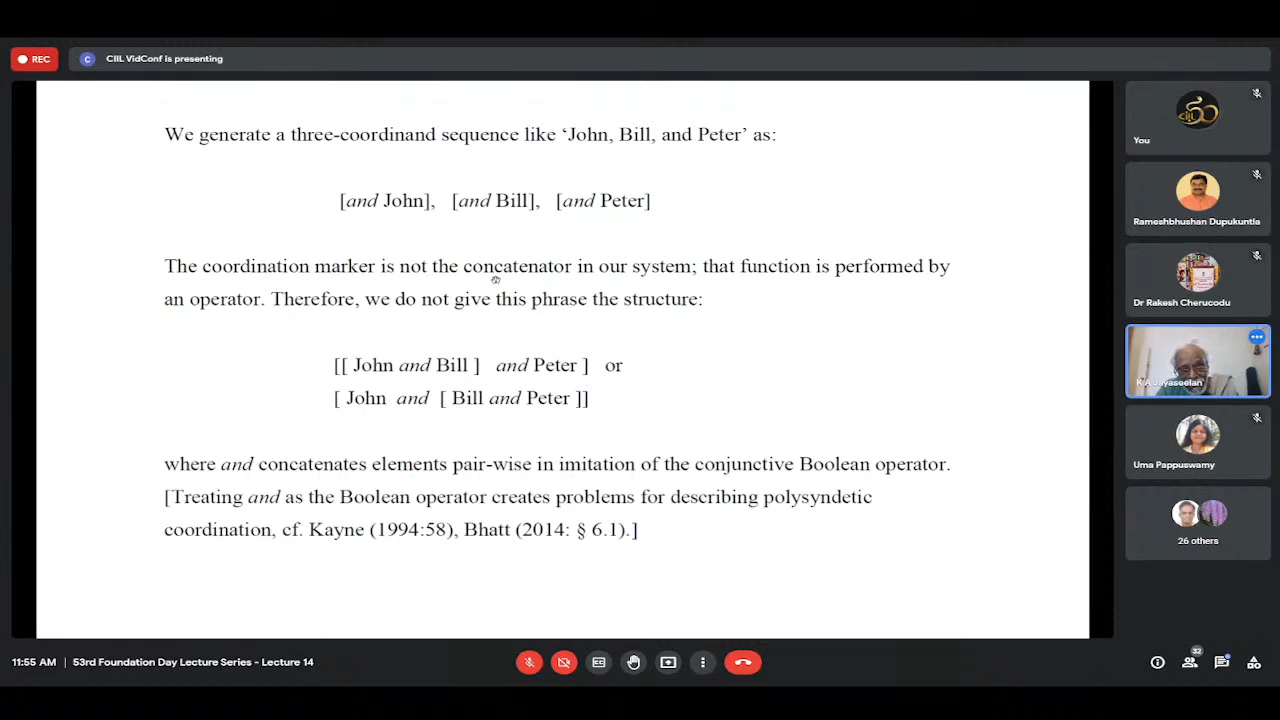 REC
C CIIL VidConf is presenting
We generate a three-coordinand sequence like ‘John, Bill, and Peter’ as:
[and John], [and Bill], [and Peter]
The coordination marker is not the concatenator in our system; that function is performed by
an operator. Therefore, we do not give this phrase the structure:
[[ John and Bill ] and Peter ] or
[ John and [ Bill and Peter ]]
where and concatenates elements pair-wise in imitation of the conjunctive Boolean operator.
[Treating and as the Boolean operator creates problems for describing polysyndetic
coordination, cf. Kayne (1994:58), Bhatt (2014: § 6.1).]
CIIL 50
You
Rameshbhushan Dupukuntla
Dr Rakesh Cherucodu
K A Jayaseelan
Uma Pappuswamy
26 others
11:55 AM | 53rd Foundation Day Lecture Series - Lecture 14
CC
32